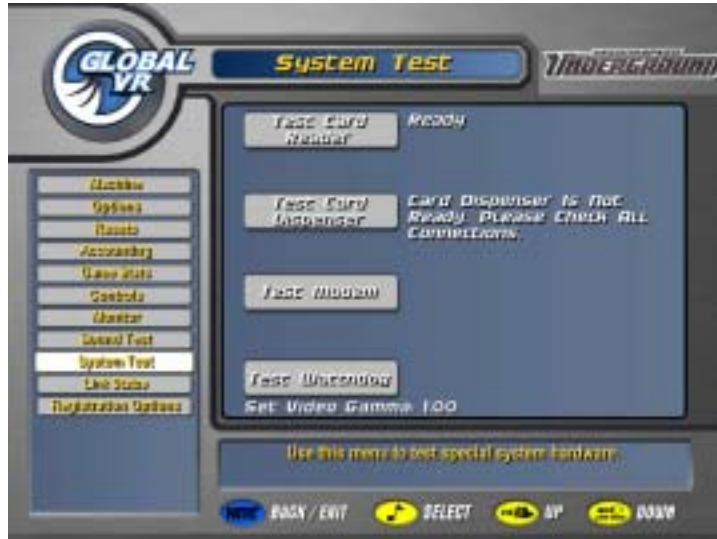 GLOBAL
VR
System Test
UNDERGROUND
Test Card
Reader
Ready
Test Card
Dispenser
Card Dispenser Is Not
Ready. Please Check ALL
Connections.
Test Modem
Test Watchdog
Set Video Gamma 1.00
Machine
Options
Resets
Accounting
Game Stats
Controls
Monitor
Sound Test
System Test
Link Status
Registration Options
Use this menu to test special system hardware.
BACK / EXIT
SELECT
UP
DOWN